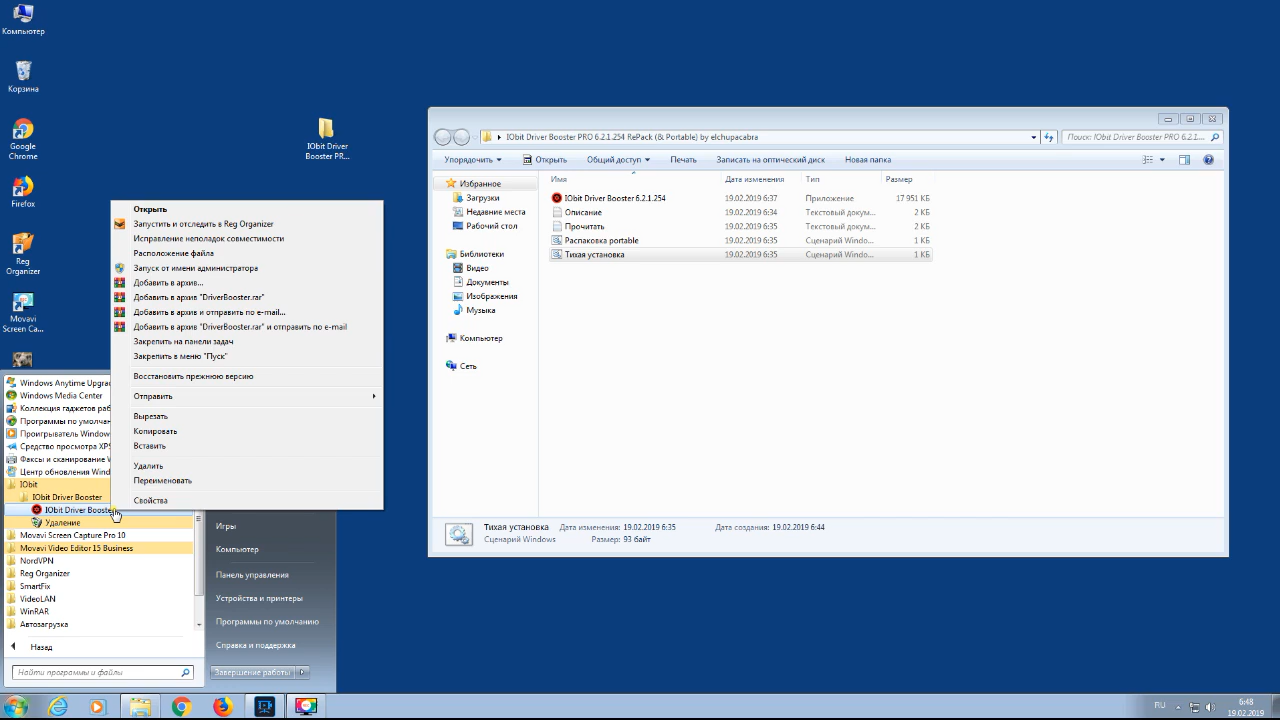 Компьютер
Корзина
Google
Chrome
Firefox
Reg
Organizer
Movavi
Screen Ca...
IObit Driver
Booster PR...
Открыть
Запустить и отследить в Reg Organizer
Исправление неполадок совместимости
Расположение файла
Запуск от имени администратора
Добавить в архив...
Добавить в архив "DriverBooster.rar"
Добавить в архив и отправить по e-mail...
Добавить в архив "DriverBooster.rar" и отправить по e-mail
Закрепить на панели задач
Закрепить в меню "Пуск"
Восстановить прежнюю версию
Отправить
Вырезать
Копировать
Вставить
Удалить
Переименовать
Свойства
Windows Anytime Upgra
Windows Media Center
Коллекция гаджетов раб
Программы по умолчан
Проигрыватель Window
Средство просмотра XPS
Факсы и сканирование
Центр обновления Wind
IObit
IObit Driver Booster
IObit Driver Booste
Удаление
Movavi Screen Capture Pro 10
Movavi Video Editor 15 Business
NordVPN
Reg Organizer
SmartFix
VideoLAN
WinRAR
Автозагрузка
Назад
Найти программы и файлы
Игры
Компьютер
Панель управления
Устройства и принтеры
Программы по умолчанию
Справка и поддержка
Завершение работы
IObit Driver Booster PRO 6.2.1.254 RePack (& Portable) by elchupacabra
Поиск: IObit Driver Booster PRO 6.2.1...
Упорядочить Открыть Общий доступ Печать Записать на оптический диск Новая папка
Избранное
Загрузки
Недавние места
Рабочий стол
Библиотеки
Видео
Документы
Изображения
Музыка
Компьютер
Сеть
Имя Дата изменения Тип Размер
IObit Driver Booster 6.2.1.254 19.02.2019 6:37 Приложение 17 951 КБ
Описание 19.02.2019 6:34 Текстовый докум... 2 КБ
Прочитать 19.02.2019 6:35 Текстовый докум... 2 КБ
Распаковка portable 19.02.2019 6:35 Сценарий Windo... 1 КБ
Тихая установка 19.02.2019 6:35 Сценарий Windo... 1 КБ
Тихая установка Дата изменения: 19.02.2019 6:35 Дата создания: 19.02.2019 6:44
Сценарий Windows Размер: 93 байт
RU
6:48
19.02.2019